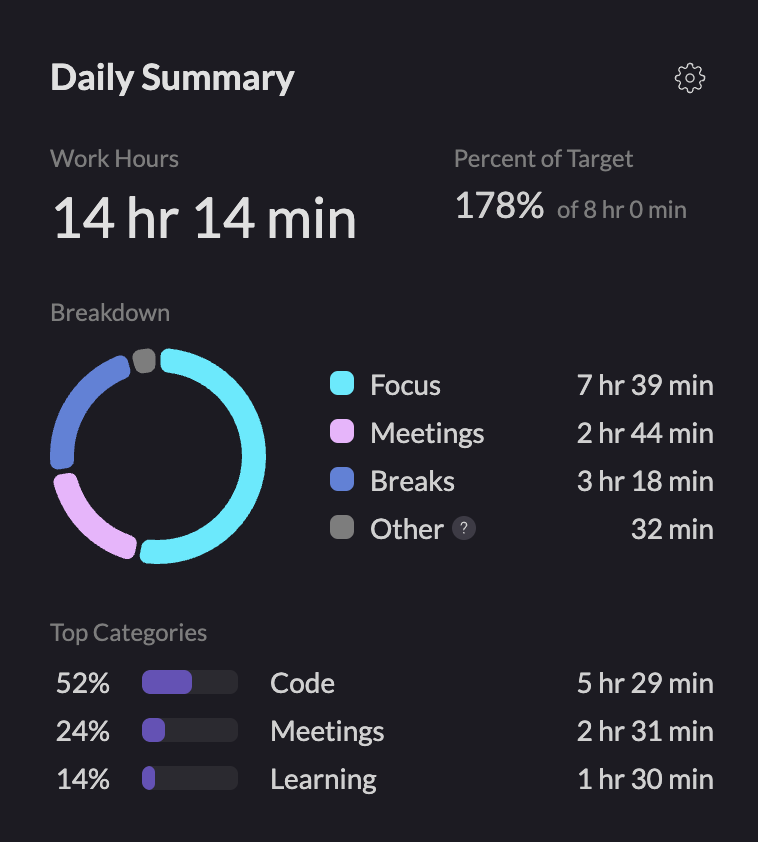 Daily Summary
Work Hours
14 hr 14 min
Percent of Target
178% of 8 hr 0 min
Breakdown
Focus 7 hr 39 min
Meetings 2 hr 44 min
Breaks 3 hr 18 min
Other ? 32 min
Top Categories
52% Code 5 hr 29 min
24% Meetings 2 hr 31 min
14% Learning 1 hr 30 min